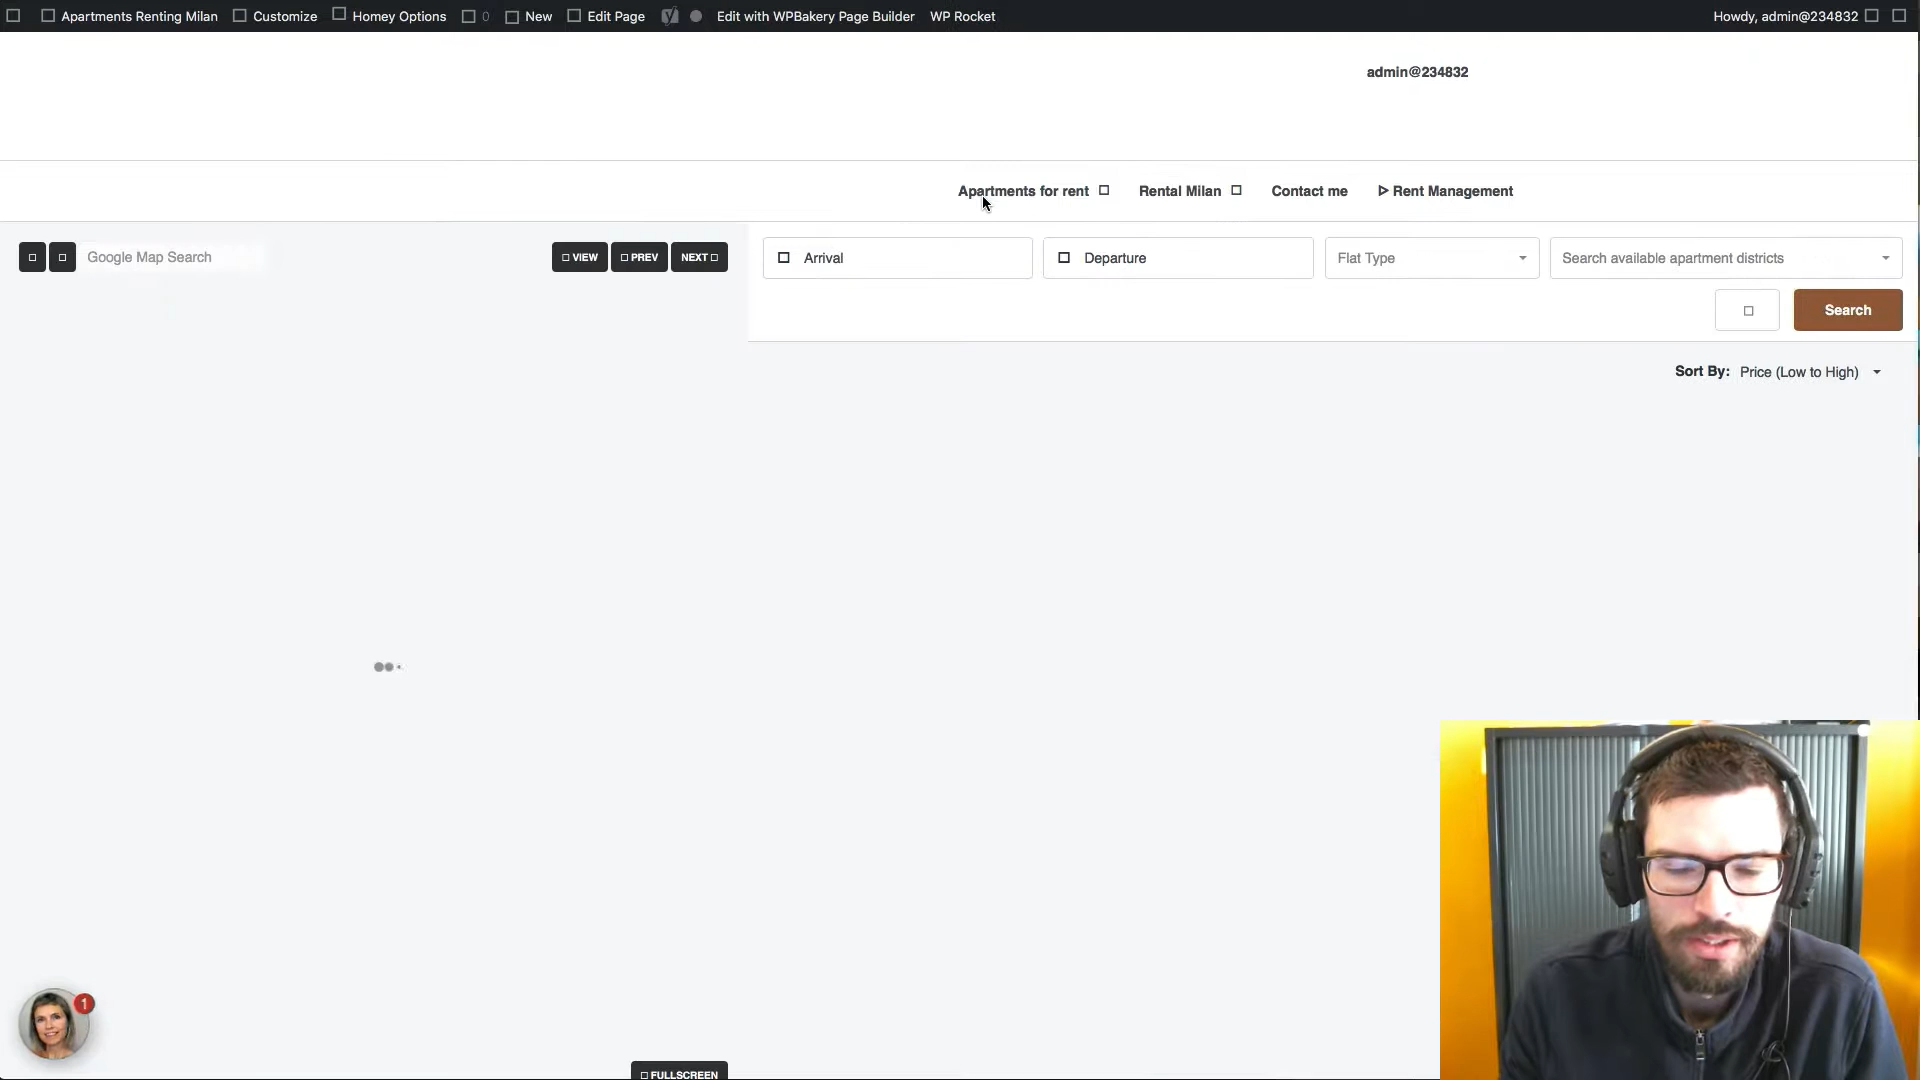 Apartments Renting Milan Customize Homey Options 0 New Edit Page Edit with WPBakery Page Builder WP Rocket Howdy, admin@234832
admin@234832
Apartments for rent Rental Milan Contact me Rent Management
Google Map Search VIEW PREV NEXT Arrival Departure Flat Type Search available apartment districts
Search
Sort By: Price (Low to High)
1
FULLSCREEN